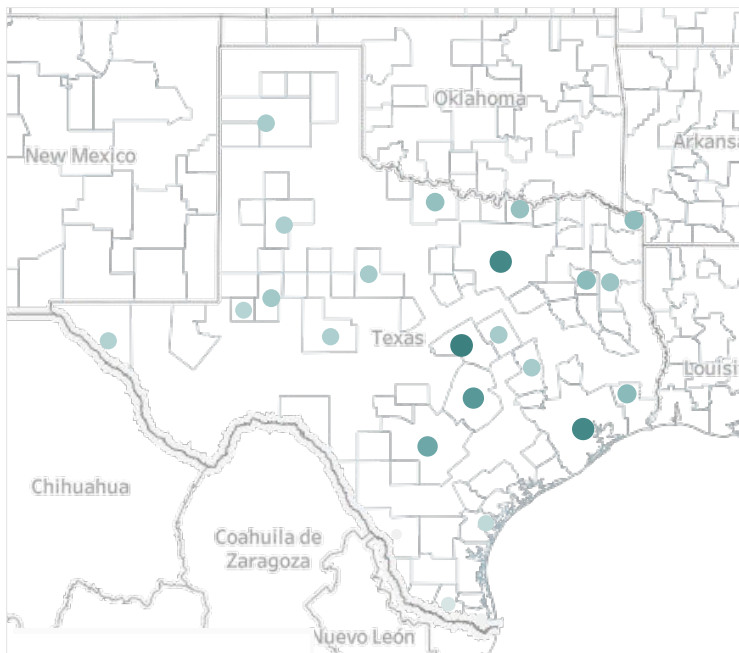 Oklahoma
Arkansa
New Mexico
Texas
Louisi
Chihuahua
Coahuila de
Zaragoza
Nuevo León